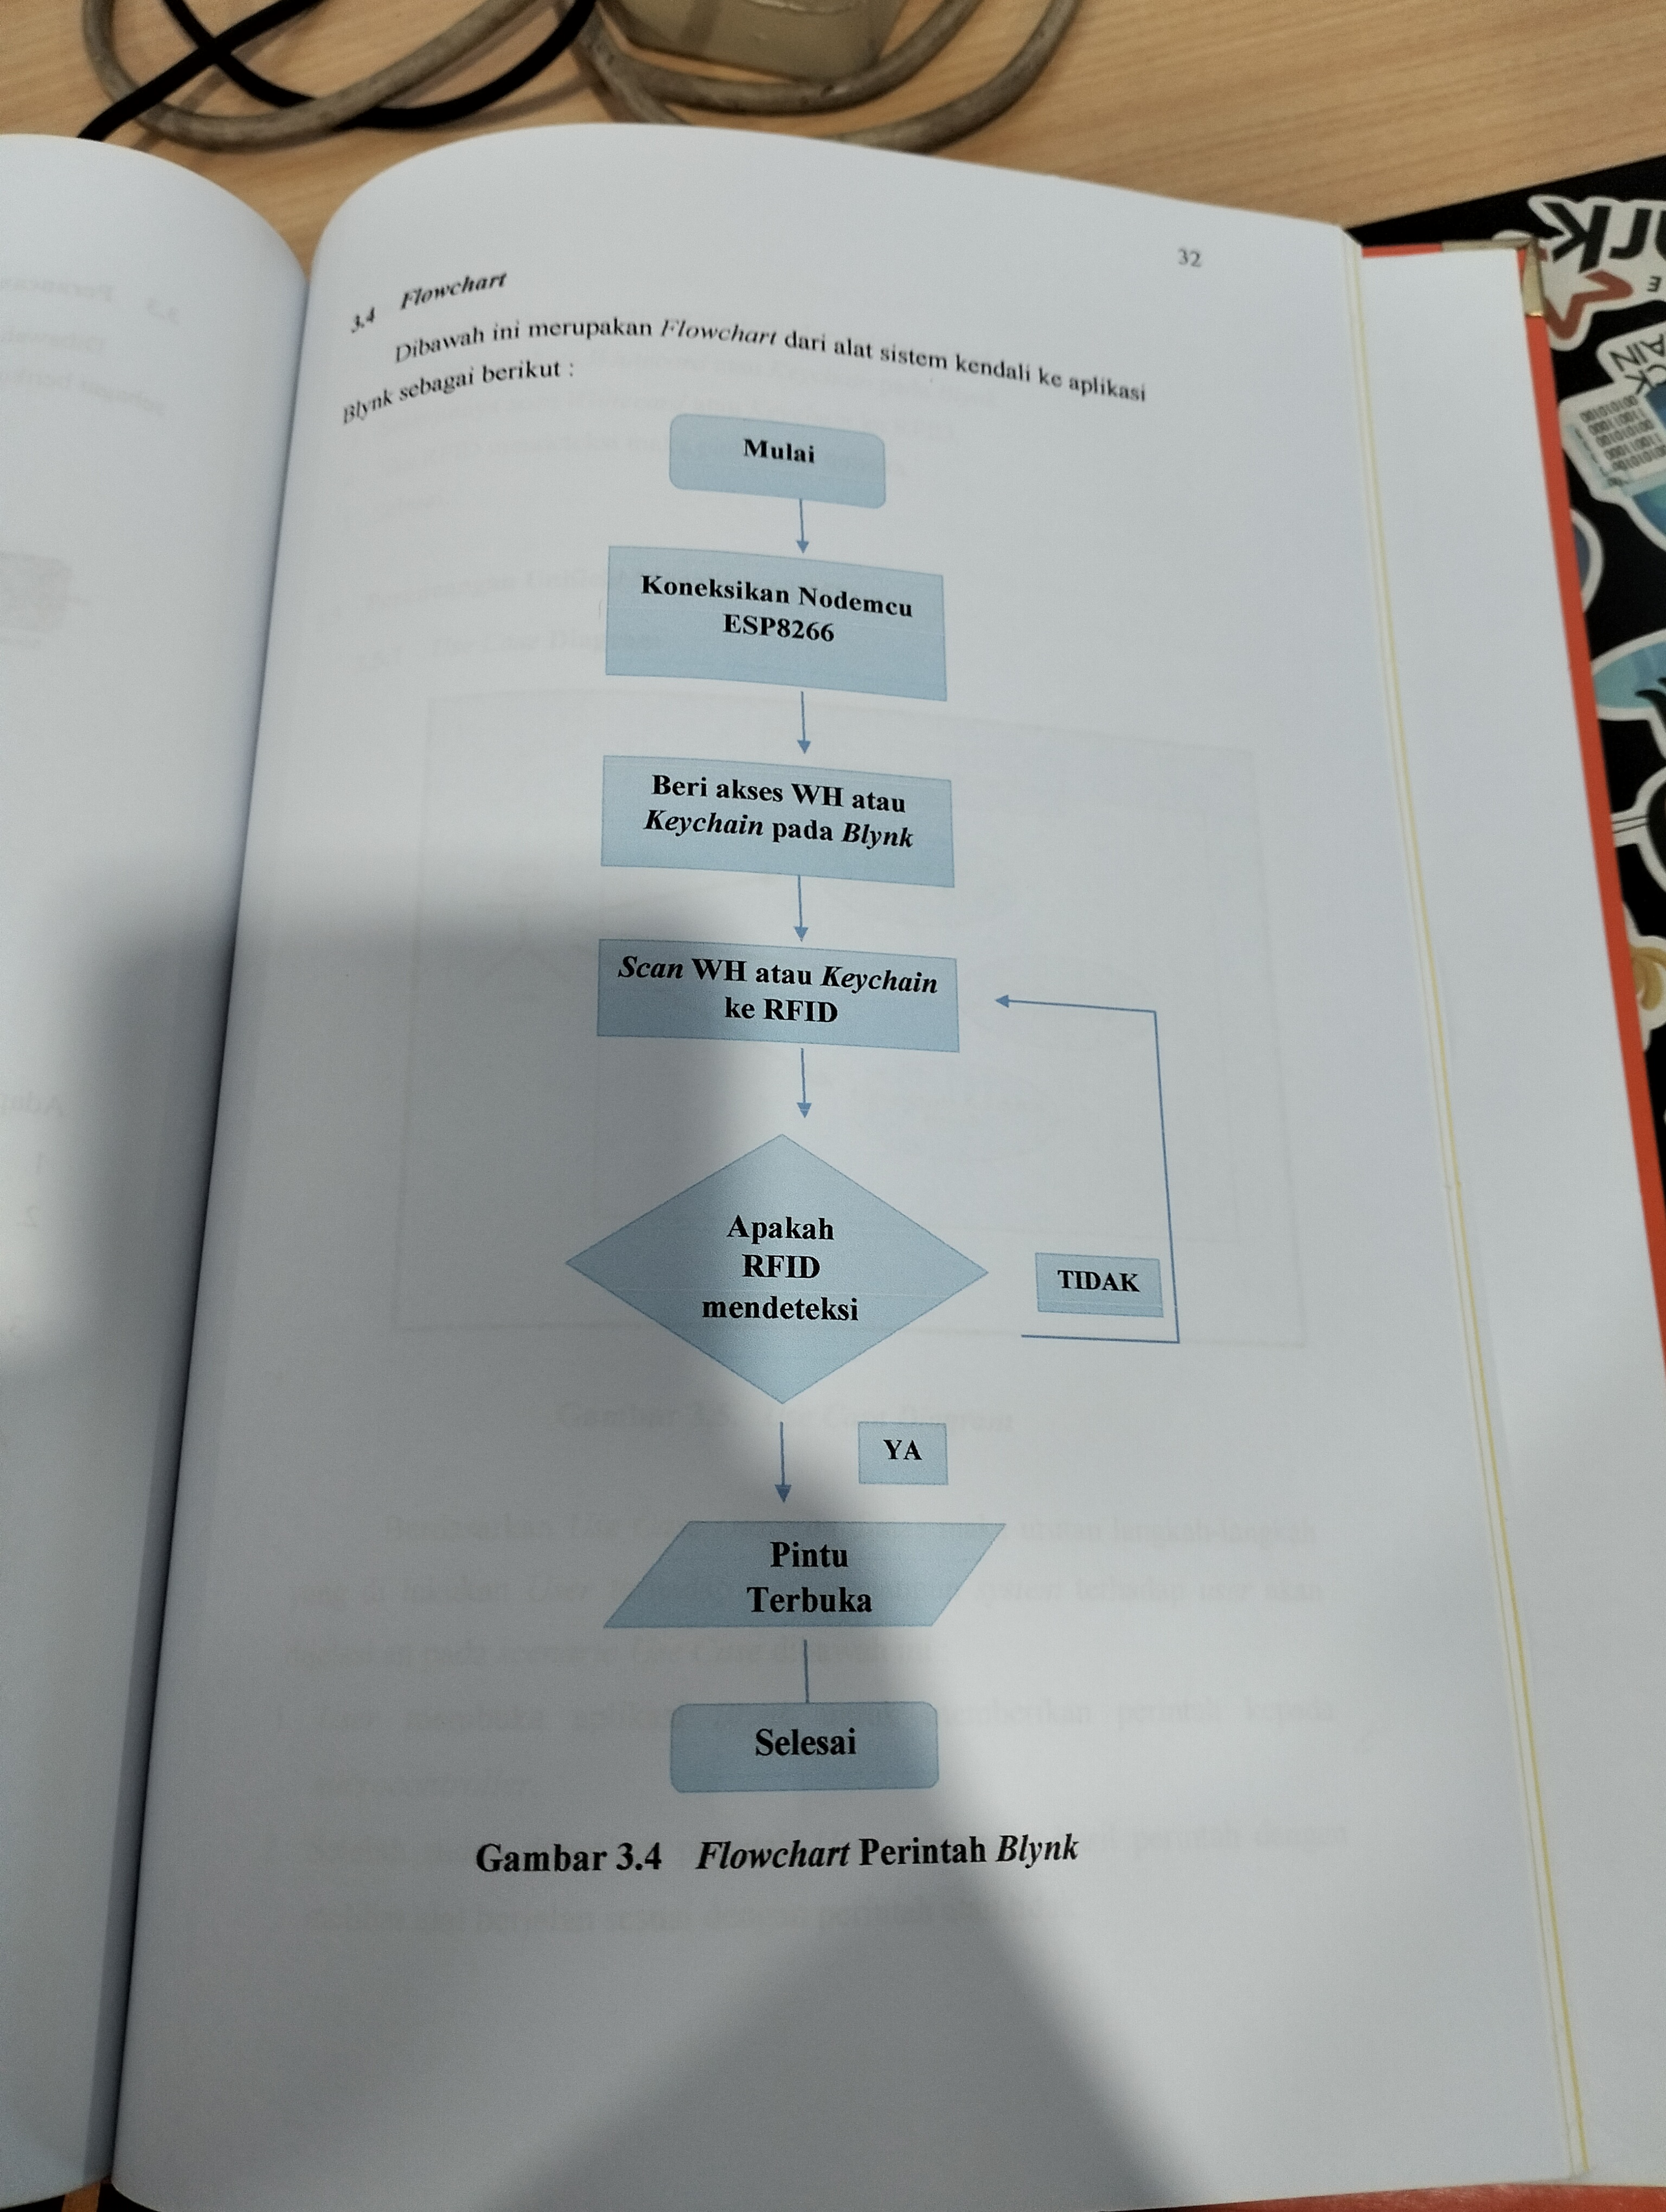 32
3.4 Flowchart
Dibawah ini merupakan Flowchart dari alat sistem kendali ke aplikasi
Blynk sebagai berikut :
Mulai
Koneksikan Nodemcu
ESP8266
Beri akses WH atau
Keychain pada Blynk
Scan WH atau Keychain
ke RFID
Apakah
RFID
mendeteksi
TIDAK
YA
Pintu
Terbuka
Selesai
Gambar 3.4 Flowchart Perintah Blynk